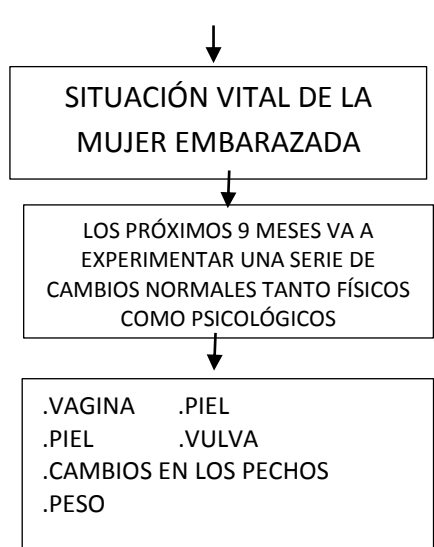 SITUACIÓN VITAL DE LA
MUJER EMBARAZADA
LOS PRÓXIMOS 9 MESES VA A
EXPERIMENTAR UNA SERIE DE
CAMBIOS NORMALES TANTO FÍSICOS
COMO PSICOLÓGICOS
.VAGINA .PIEL
.PIEL .VULVA
.CAMBIOS EN LOS PECHOS
.PESO